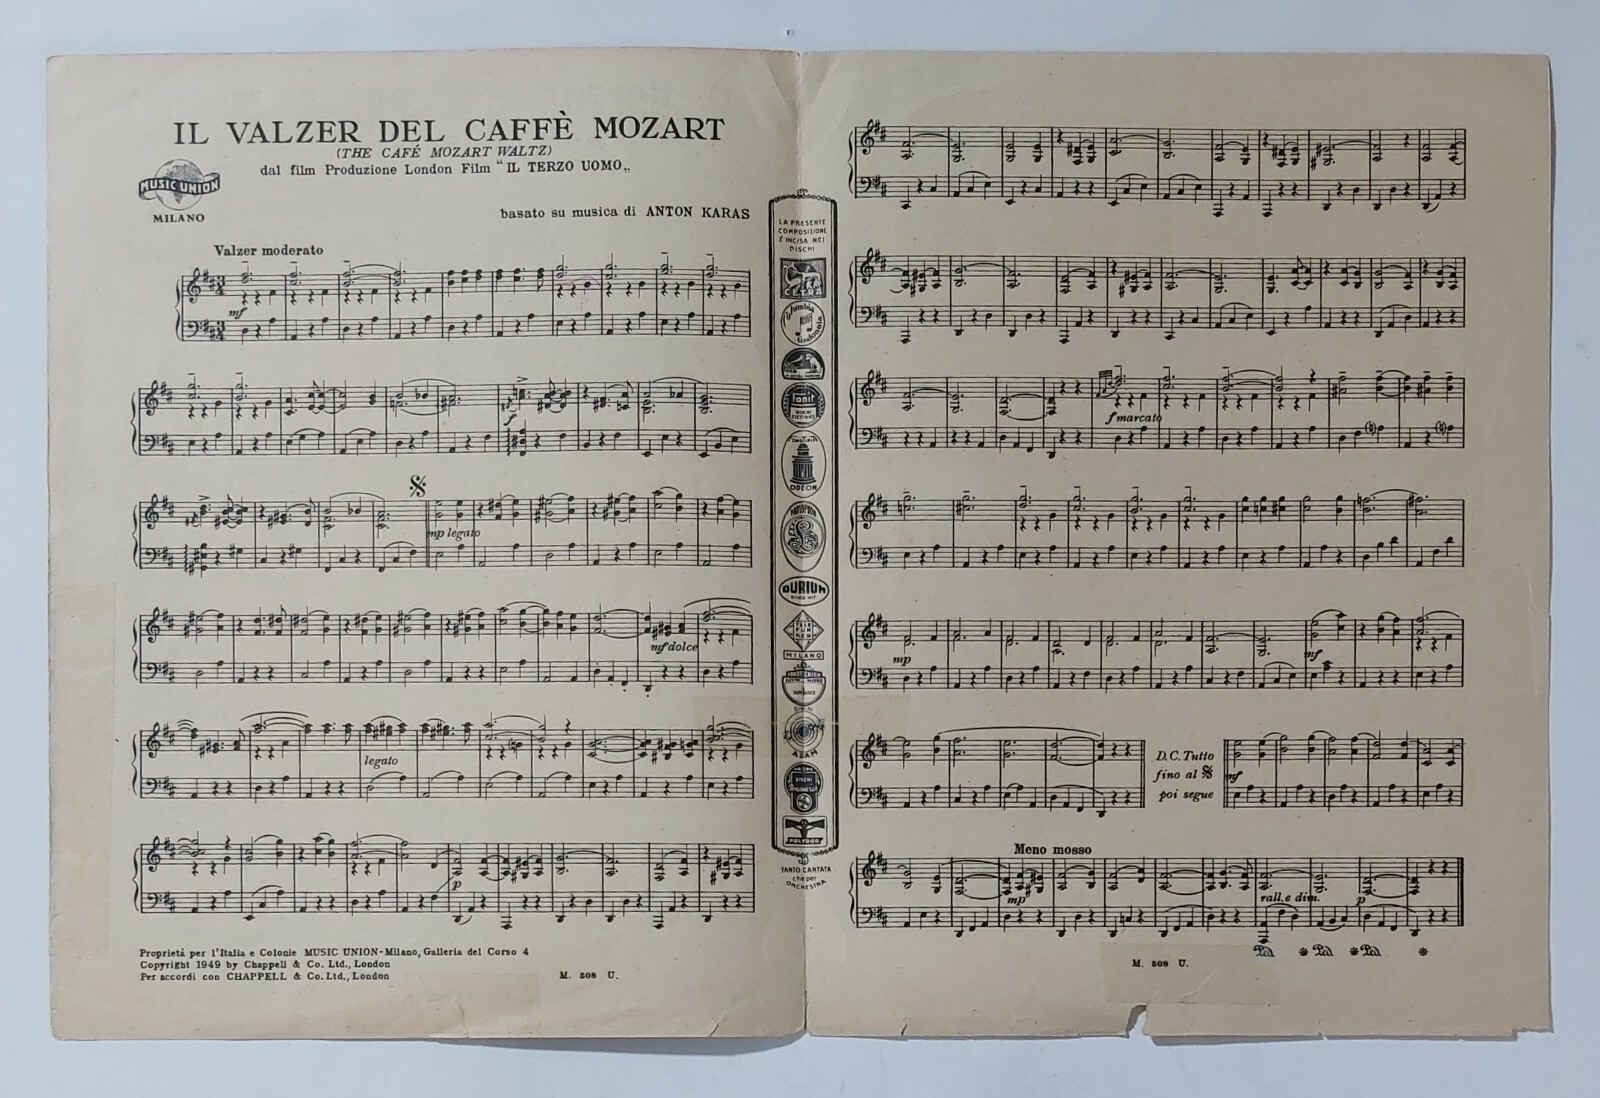 IL VALZER DEL CAFFÈ MOZART
(THE CAFÉ MOZART WALTZ)
dal film Produzione London Film " IL TERZO UOMO„
MUSIC UNION
MILANO
basato su musica di ANTON KARAS
Valzer moderato
mf
f
mp legato
mf dolce
legato
p
Proprietà per l'Italia e Colonie MUSIC UNION-Milano, Galleria del Corso 4
Copyright 1949 by Chappell & Co. Ltd., London
Per accordi con CHAPPELL & Co. Ltd., London
M. 508 U.
LA PRESENTE
COMPOSIZIONE
È INCISA NEI
DISCHI
CETRA
Columbia
fonit
ODEON
DURIUM
MILANO
POLYDOR
TANTO CANTATA
che per
ORCHESTRA
f marcato
mp
mf
D.C. Tutto
fino al 𝄋
poi segue
mf
Meno mosso
mp
rall. e dim.
p
M. 508 U.